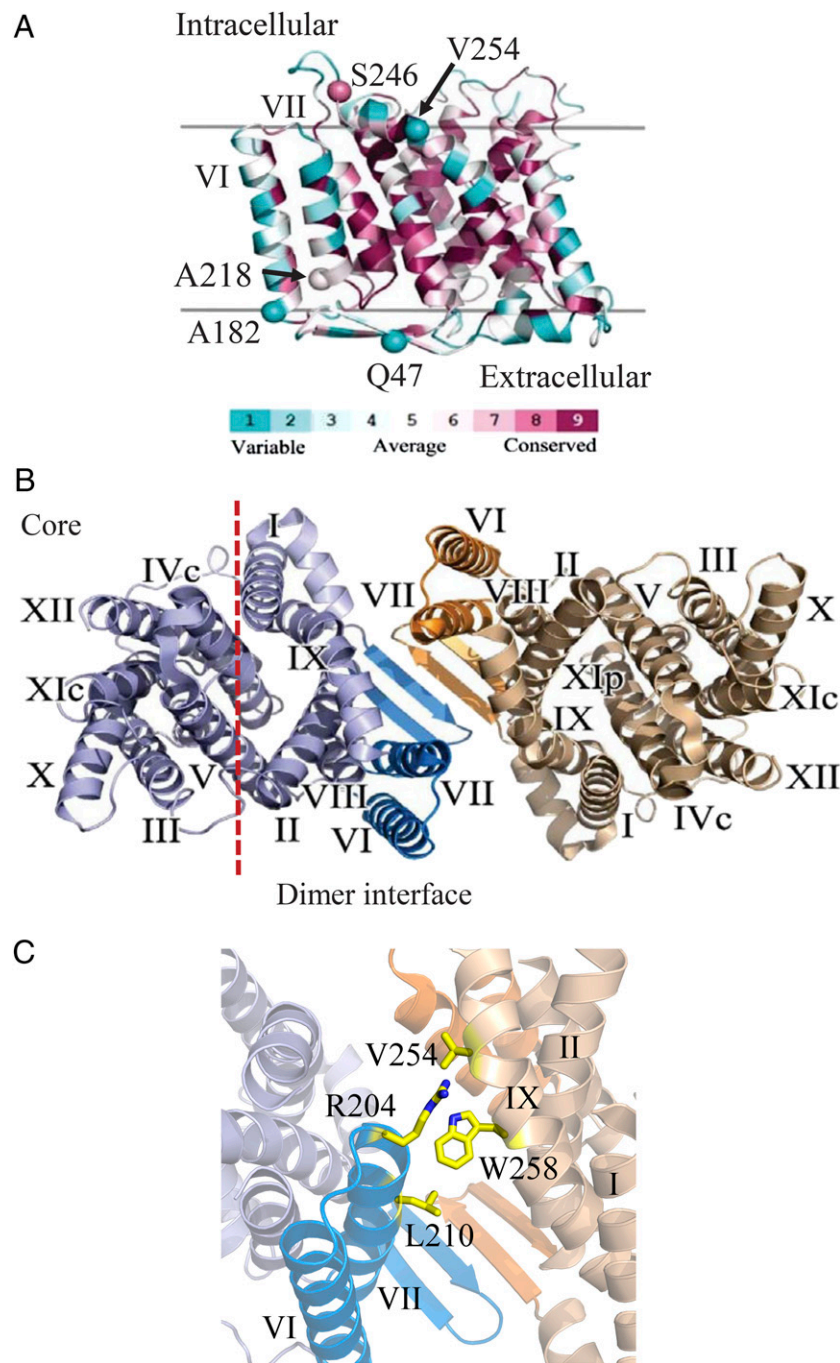 A
Intracellular
V254
S246
VII
VI
A218
A182
Q47
Extracellular
1 2 3 4 5 6 7 8 9
Variable Average Conserved
B
Core
I
VI
IVc
II
III
VII
VIII
V
XII
X
IX
XIp
XIc
XIc
IX
X
V
VIII
VII
XII
III
II
VI
I
IVc
Dimer interface
C
V254
II
R204
IX
W258
I
L210
VII
VI